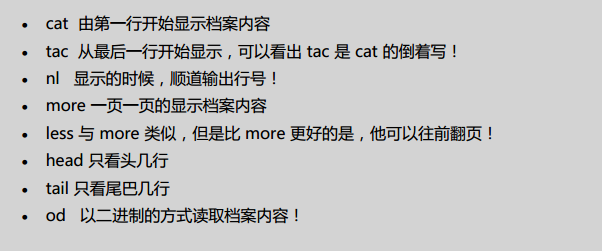 • cat 由第一行开始显示档案内容
• tac 从最后一行开始显示，可以看出 tac 是 cat 的倒着写！
• nl 显示的时候，顺道输出行号！
• more 一页一页的显示档案内容
• less 与 more 类似，但是比 more 更好的是，他可以往前翻页！
• head 只看头几行
• tail 只看尾巴几行
• od 以二进制的方式读取档案内容！